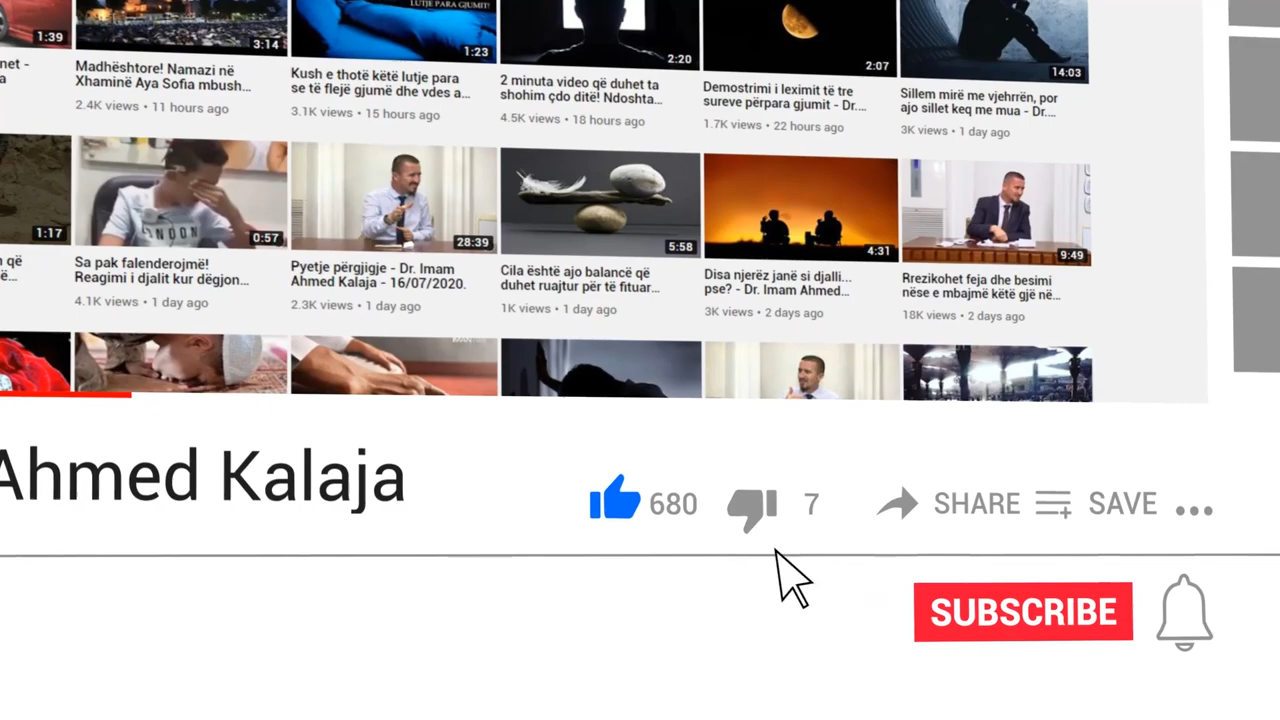 LUTJE PARA GJUMIT!
1:39
3:14
1:23
2:20
2:07
14:03
net -
a
Madhështore! Namazi në
Xhaminë Aya Sofia mbush...
2.4K views • 11 hours ago
Kush e thotë këtë lutje para
se të flejë gjumë dhe vdes a...
3.1K views • 15 hours ago
2 minuta video që duhet ta
shohim çdo ditë! Ndoshta...
4.5K views • 18 hours ago
Demostrimi i leximit të tre
sureve përpara gjumit - Dr....
1.7K views • 22 hours ago
Sillem mirë me vjehrrën, por
ajo sillet keq me mua - Dr....
3K views • 1 day ago
LONDON
1:17
0:57
28:39
5:58
4:31
9:49
që
ë...
Sa pak falenderojmë!
Reagimi i djalit kur dëgjon...
4.1K views • 1 day ago
Pyetje përgjigje - Dr. Imam
Ahmed Kalaja - 16/07/2020.
2.3K views • 1 day ago
Cila është ajo balancë që
duhet ruajtur për të fituar...
1K views • 1 day ago
Disa njerëz janë si djalli...
pse? - Dr. Imam Ahmed...
3K views • 2 days ago
Rrezikohet feja dhe besimi
nëse e mbajmë këtë gjë në...
18K views • 2 days ago
Ahmed Kalaja
680
7
SHARE
SAVE
SUBSCRIBE